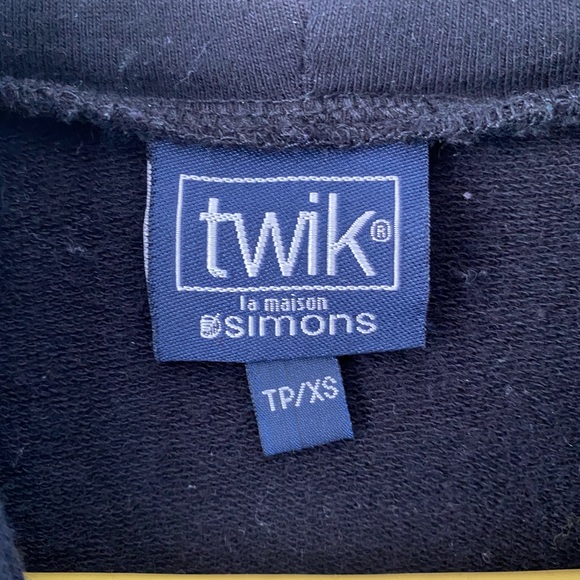 twik®
la maison
simons
TP/XS